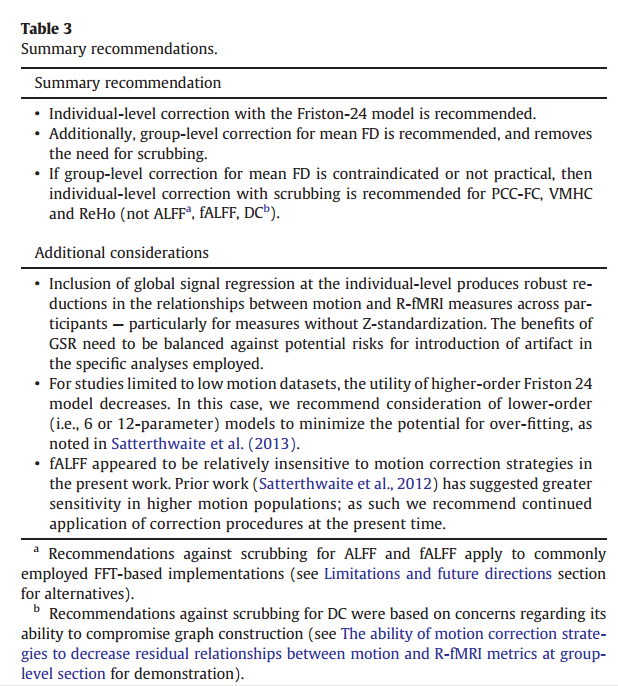 Table 3
Summary recommendations.
Summary recommendation
• Individual-level correction with the Friston-24 model is recommended.
• Additionally, group-level correction for mean FD is recommended, and removes
the need for scrubbing.
• If group-level correction for mean FD is contraindicated or not practical, then
individual-level correction with scrubbing is recommended for PCC-FC, VMHC
and ReHo (not ALFFᵃ, fALFF, DCᵇ).
Additional considerations
• Inclusion of global signal regression at the individual-level produces robust re-
ductions in the relationships between motion and R-fMRI measures across par-
ticipants — particularly for measures without Z-standardization. The benefits of
GSR need to be balanced against potential risks for introduction of artifact in
the specific analyses employed.
• For studies limited to low motion datasets, the utility of higher-order Friston 24
model decreases. In this case, we recommend consideration of lower-order
(i.e., 6 or 12-parameter) models to minimize the potential for over-fitting, as
noted in Satterthwaite et al. (2013).
• fALFF appeared to be relatively insensitive to motion correction strategies in
the present work. Prior work (Satterthwaite et al., 2012) has suggested greater
sensitivity in higher motion populations; as such we recommend continued
application of correction procedures at the present time.
ᵃ Recommendations against scrubbing for ALFF and fALFF apply to commonly
employed FFT-based implementations (see Limitations and future directions section
for alternatives).
ᵇ Recommendations against scrubbing for DC were based on concerns regarding its
ability to compromise graph construction (see The ability of motion correction strate-
gies to decrease residual relationships between motion and R-fMRI metrics at group-
level section for demonstration).